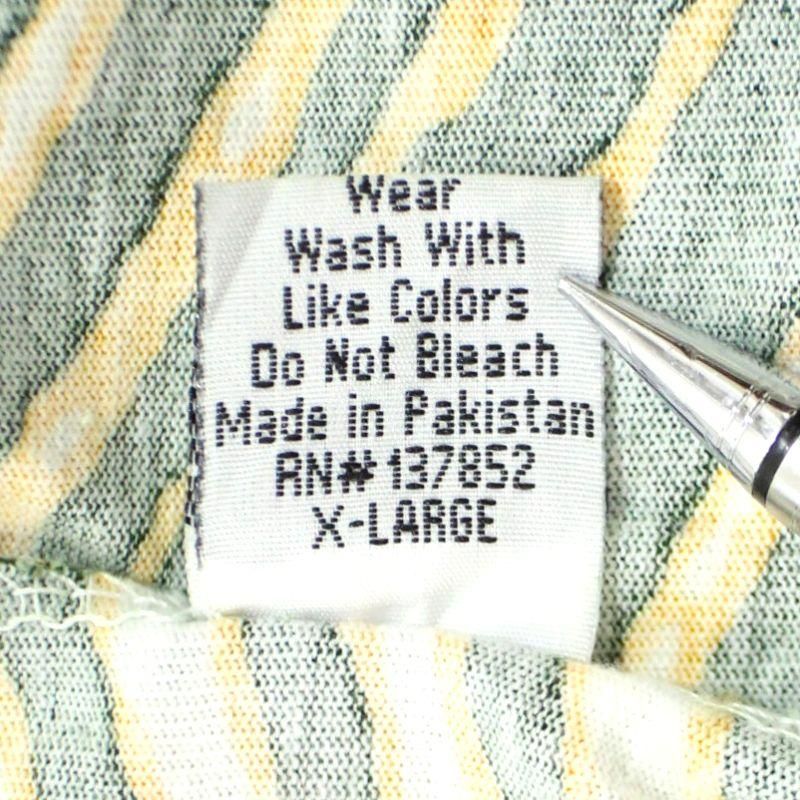 Wear
Wash With
Like Colors
Do Not Bleach
Made in Pakistan
RN# 137852
X-LARGE